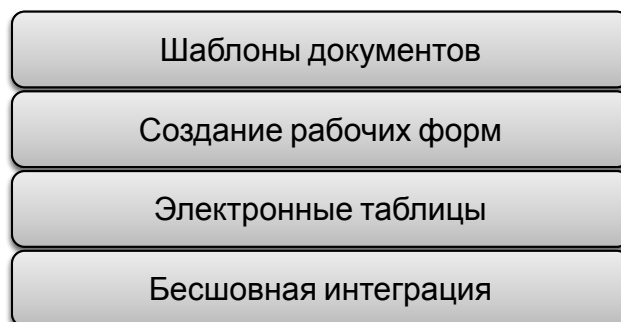 Шаблоны документов
Создание рабочих форм
Электронные таблицы
Бесшовная интеграция